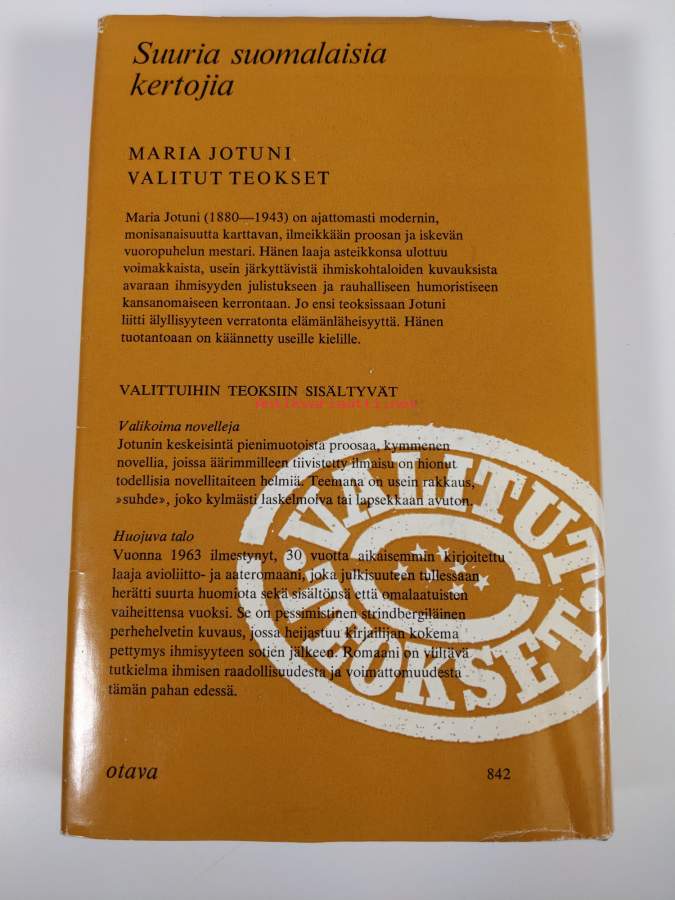 Suuria suomalaisia
kertojia
MARIA JOTUNI
VALITUT TEOKSET
Maria Jotuni (1880—1943) on ajattomasti modernin,
monisanaisuutta karttavan, ilmeikkään proosan ja iskevän
vuoropuhelun mestari. Hänen laaja asteikkonsa ulottuu
voimakkaista, usein järkyttävistä ihmiskohtaloiden kuvauksista
avaraan ihmisyyden julistukseen ja rauhalliseen humoristiseen
kansanomaiseen kerrontaan. Jo ensi teoksissaan Jotuni
liitti älyllisyyteen verratonta elämänläheisyyttä. Hänen
tuotantoaan on käännetty useille kielille.
VALITTUIHIN TEOKSIIN SISÄLTYVÄT
Valikoima novelleja
Jotunin keskeisintä pienimuotoista proosaa, kymmenen
novellia, joissa äärimmilleen tiivistetty ilmaisu on hionut
todellisia novellitaiteen helmiä. Teemana on usein rakkaus,
»suhde», joko kylmästi laskelmoiva tai lapsekkaan avuton.
Huojuva talo
Vuonna 1963 ilmestynyt, 30 vuotta aikaisemmin kirjoitettu
laaja avioliitto- ja aateromaani, joka julkisuuteen tullessaan
herätti suurta huomiota sekä sisältönsä että omalaatuisten
vaiheittensa vuoksi. Se on pessimistinen strindbergiläinen
perhehelvetin kuvaus, jossa heijastuu kirjailijan kokema
pettymys ihmisyyteen sotien jälkeen. Romaani on viiltävä
tutkielma ihmisen raadollisuudesta ja voimattomuudesta
tämän pahan edessä.
VALITUT
TEOKSET
otava
842